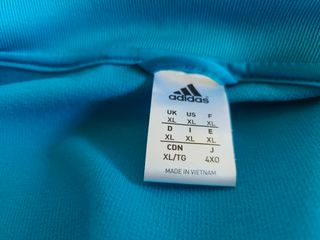 adidas
UK US F
XL XL XL
D I E
XL XL XL
CDN J
XL/TG 4XO
MADE IN VIETNAM